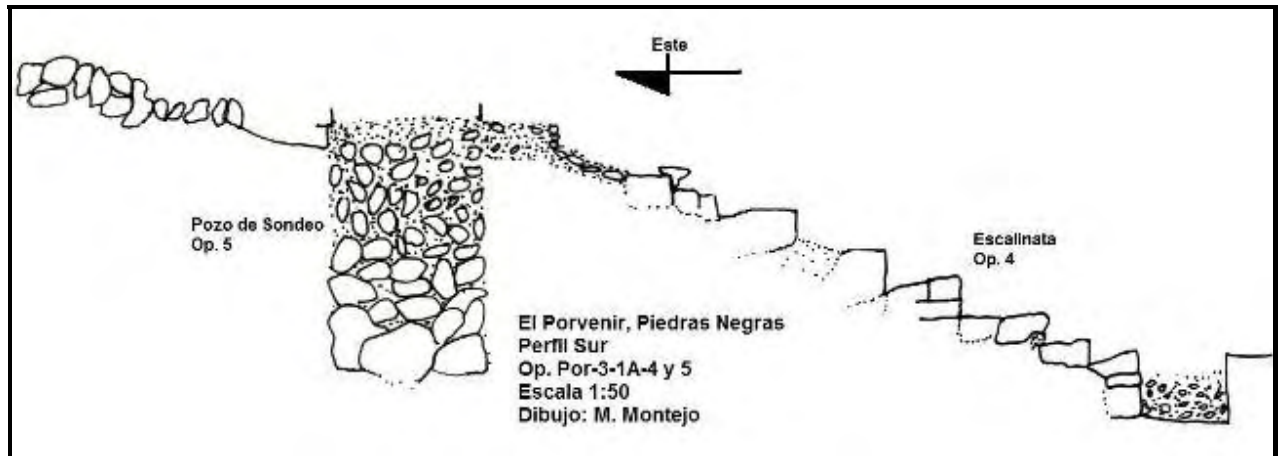 Este
Pozo de Sondeo
Op. 5
Escalinata
Op. 4
El Porvenir, Piedras Negras
Perfil Sur
Op. Por-3-1A-4 y 5
Escala 1:50
Dibujo: M. Montejo